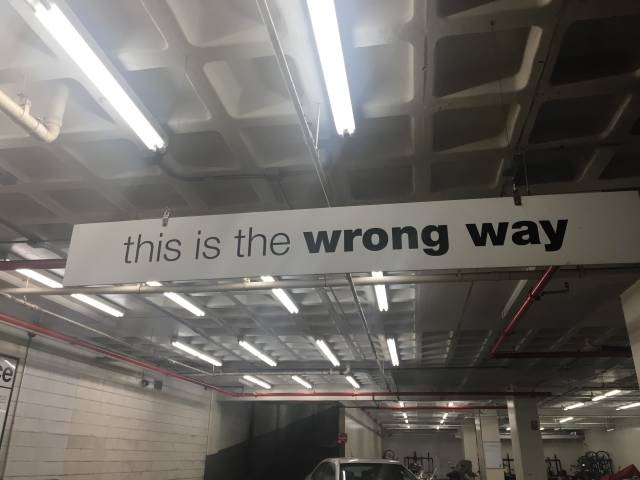 this is the wrong way